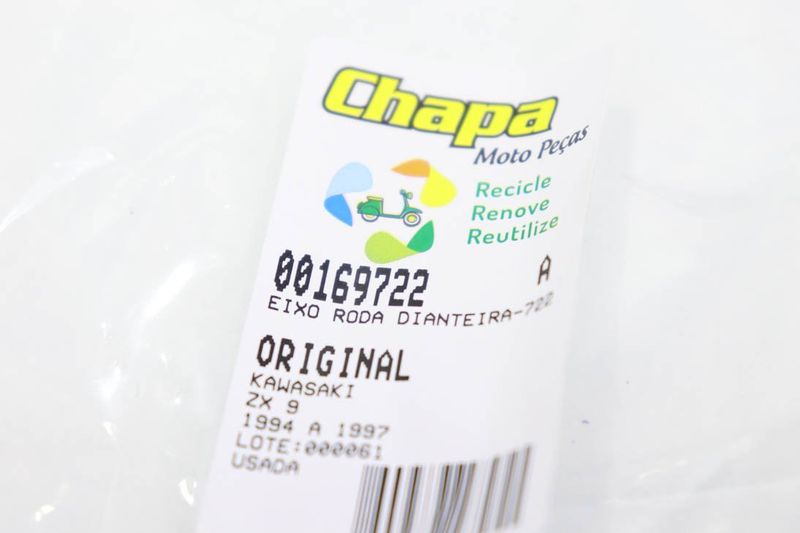 Chapa
Moto Peças
Recicle
Renove
Reutilize
00169722 A
EIXO RODA DIANTEIRA-722
ORIGINAL
KAWASAKI
ZX 9
1994 A 1997
LOTE:000061
USADA